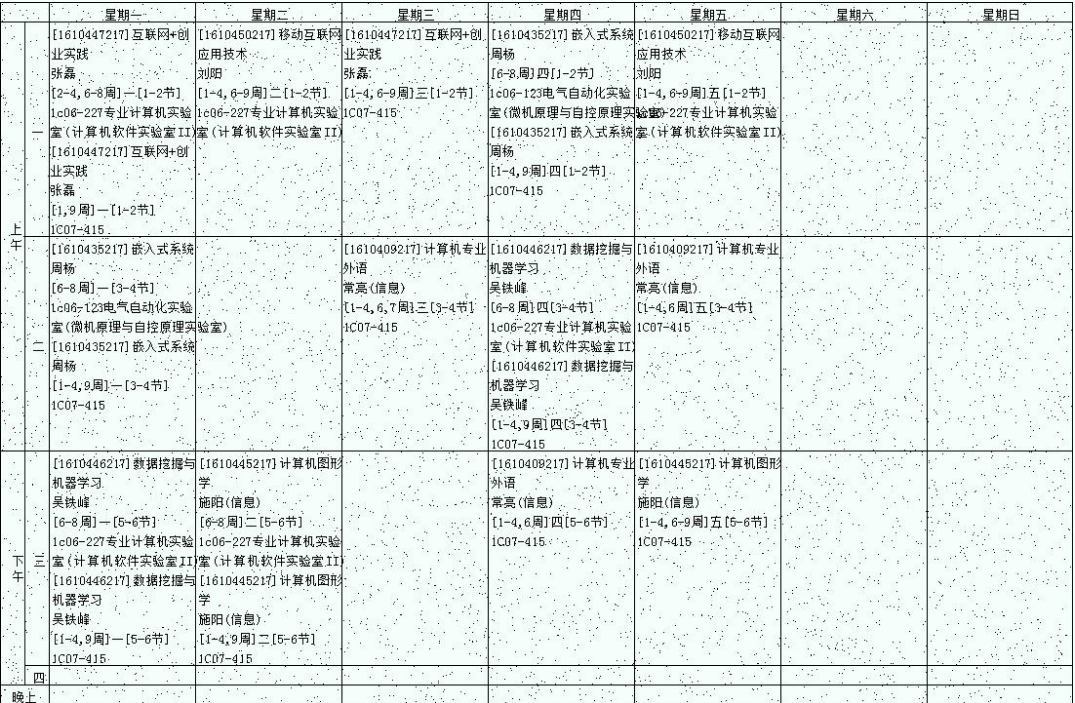 星期一 星期二 星期三 星期四 星期五 星期六 星期日
上午
一
[1610447217]互联网+创
业实践
张磊
[2-4,6-8周]一[1-2节]
1c06-227专业计算机实验
室(计算机软件实验室II)
[1610447217]互联网+创
业实践
张磊
[1,9周]一[1-2节]
1C07-415
[1610450217]移动互联网
应用技术
刘阳
[1-4,6-9周]二[1-2节]
1c06-227专业计算机实验
室(计算机软件实验室II)
[1610447217]互联网+创
业实践
张磊
[1-4,6-9周]三[1-2节]
1C07-415
[1610435217]嵌入式系统
周杨
[6-8周]四[1-2节]
1c06-123电气自动化实验
室(微机原理与自控原理实验室)
[1610435217]嵌入式系统
周杨
[1-4,9周]四[1-2节]
1C07-415
[1610450217]移动互联网
应用技术
刘阳
[1-4,6-9周]五[1-2节]
1c06-227专业计算机实验
室(计算机软件实验室II)
二
[1610435217]嵌入式系统
周杨
[6-8周]一[3-4节]
1c06-123电气自动化实验
室(微机原理与自控原理实验室)
[1610435217]嵌入式系统
周杨
[1-4,9周]一[3-4节]
1C07-415
[1610409217]计算机专业
外语
常亮(信息)
[1-4,6,7周]三[3-4节]
1C07-415
[1610446217]数据挖掘与
机器学习
吴铁峰
[6-8周]四[3-4节]
1c06-227专业计算机实验
室(计算机软件实验室II)
[1610446217]数据挖掘与
机器学习
吴铁峰
[1-4,9周]四[3-4节]
1C07-415
[1610409217]计算机专业
外语
常亮(信息)
[1-4,6周]五[3-4节]
1C07-415
下午
三
[1610446217]数据挖掘与
机器学习
吴铁峰
[6-8周]一[5-6节]
1c06-227专业计算机实验
室(计算机软件实验室II)
[1610446217]数据挖掘与
机器学习
吴铁峰
[1-4,9周]一[5-6节]
1C07-415
[1610445217]计算机图形
学
施阳(信息)
[6-8周]二[5-6节]
1c06-227专业计算机实验
室(计算机软件实验室II)
[1610445217]计算机图形
学
施阳(信息)
[1-4,9周]二[5-6节]
1C07-415
[1610409217]计算机专业
外语
常亮(信息)
[1-4,6周]四[5-6节]
1C07-415
[1610445217]计算机图形
学
施阳(信息)
[1-4,6-9周]五[5-6节]
1C07-415
四
晚上